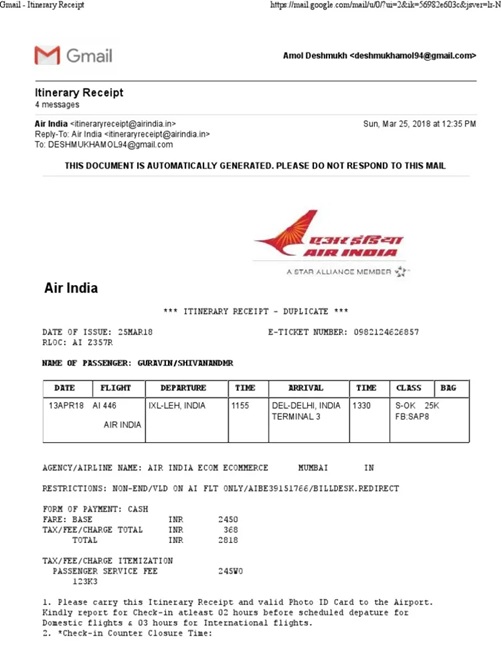 Gmail - Itinerary Receipt https://mail.google.com/mail/u/0/?ui=2&ik=56982e603c&jsver=ls-N
Gmail Amol Deshmukh <deshmukhamol94@gmail.com>
Itinerary Receipt
4 messages
Air India <itineraryreceipt@airindia.in> Sun, Mar 25, 2018 at 12:35 PM
Reply-To: Air India <itineraryreceipt@airindia.in>
To: DESHMUKHAMOL94@gmail.com
THIS DOCUMENT IS AUTOMATICALLY GENERATED. PLEASE DO NOT RESPOND TO THIS MAIL
एअर इंडिया
AIR INDIA
A STAR ALLIANCE MEMBER
Air India
*** ITINERARY RECEIPT - DUPLICATE ***
DATE OF ISSUE: 25MAR18 E-TICKET NUMBER: 0982124626857
RLOC: AI Z357R
NAME OF PASSENGER: GURAVIN/SHIVANANDMR
DATE FLIGHT DEPARTURE TIME ARRIVAL TIME CLASS BAG
13APR18 AI 446 IXL-LEH, INDIA 1155 DEL-DELHI, INDIA 1330 S-OK 25K
AIR INDIA TERMINAL 3 FB:SAP8
AGENCY/AIRLINE NAME: AIR INDIA ECOM ECOMMERCE MUMBAI IN
RESTRICTIONS: NON-END/VLD ON AI FLT ONLY/AIBE39151766/BILLDESK.REDIRECT
FORM OF PAYMENT: CASH
FARE: BASE INR 2450
TAX/FEE/CHARGE TOTAL INR 368
TOTAL INR 2818
TAX/FEE/CHARGE ITEMIZATION
PASSENGER SERVICE FEE 245W0
123K3
1. Please carry this Itinerary Receipt and valid Photo ID Card to the Airport.
Kindly report for Check-in atleast 02 hours before scheduled depature for
Domestic flights & 03 hours for International flights.
2. *Check-in Counter Closure Time: